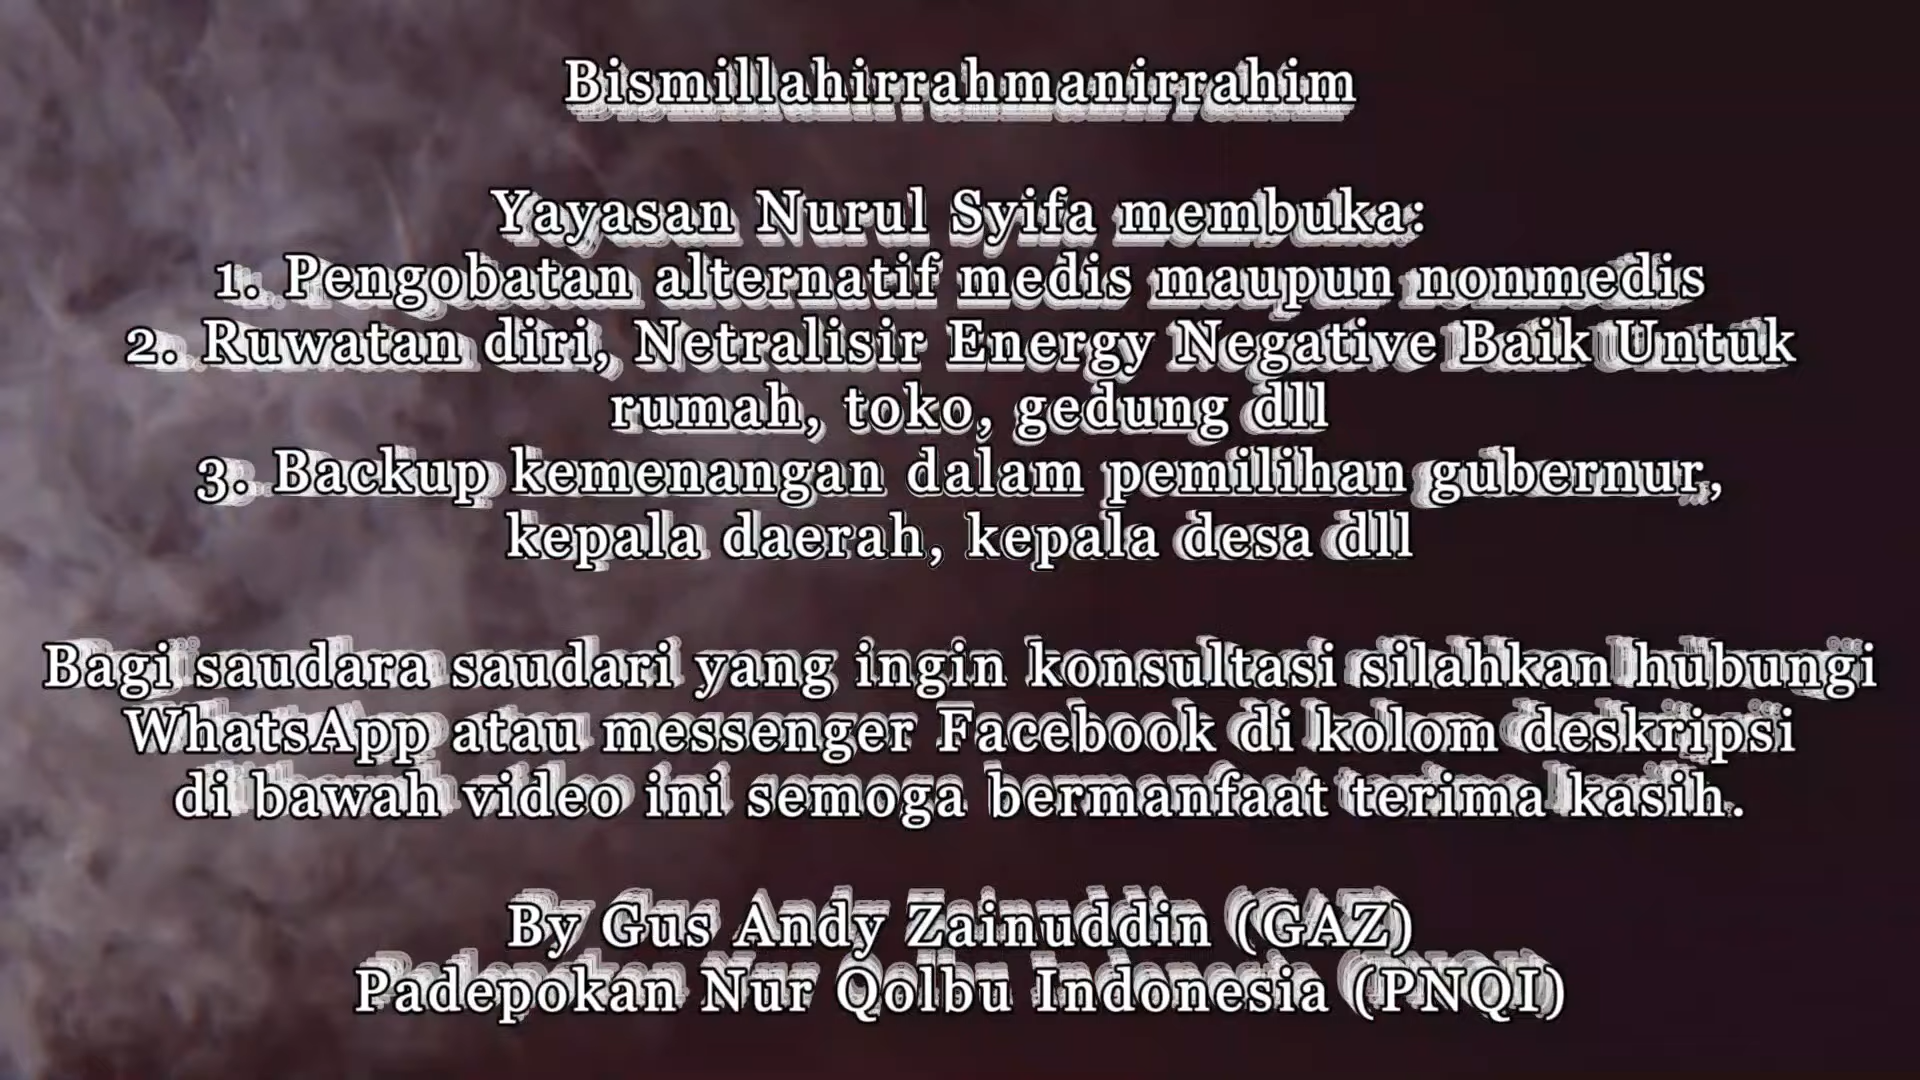 Bismillahirrahmanirrahim
Yayasan Nurul Syifa membuka:
1. Pengobatan alternatif medis maupun nonmedis
2. Ruwatan diri, Netralisir Energy Negative Baik Untuk
rumah, toko, gedung dll
3. Backup kemenangan dalam pemilihan gubernur,
kepala daerah, kepala desa dll
Bagi saudara saudari yang ingin konsultasi silahkan hubungi
WhatsApp atau messenger Facebook di kolom deskripsi
di bawah video ini semoga bermanfaat terima kasih.
By Gus Andy Zainuddin (GAZ)
Padepokan Nur Qolbu Indonesia (PNQI)